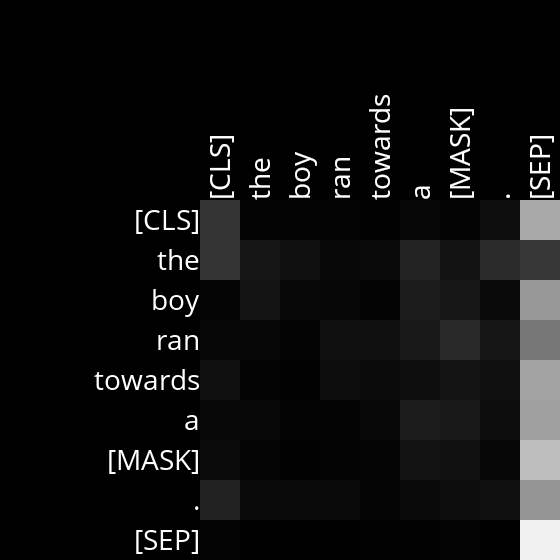 [CLS] the boy ran towards a [MASK] . [SEP]
[CLS]
the
boy
ran
towards
a
[MASK]
.
[SEP]